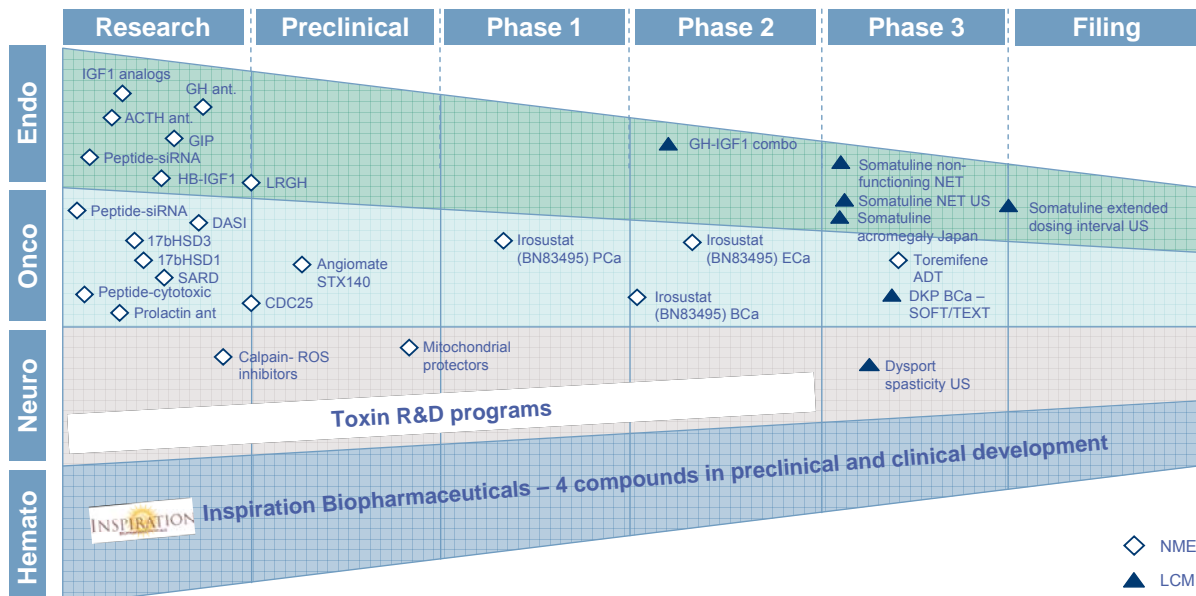 Research
Preclinical
Phase 1
Phase 2
Phase 3
Filing
Endo
IGF1 analogs
GH ant.
ACTH ant.
GIP
Peptide-siRNA
HB-IGF1
LRGH
GH-IGF1 combo
Somatuline non-
functioning NET
Somatuline NET US
Somatuline
acromegaly Japan
Somatuline extended
dosing interval US
Onco
Peptide-siRNA
DASI
17bHSD3
17bHSD1
SARD
Peptide-cytotoxic
Prolactin ant
Angiomate
STX140
CDC25
Irosustat
(BN83495) PCa
Irosustat
(BN83495) ECa
Irosustat
(BN83495) BCa
Toremifene
ADT
DKP BCa –
SOFT/TEXT
Neuro
Calpain- ROS
inhibitors
Mitochondrial
protectors
Dysport
spasticity US
Toxin R&D programs
Hemato
INSPIRATION
Inspiration Biopharmaceuticals – 4 compounds in preclinical and clinical development
NME
LCM